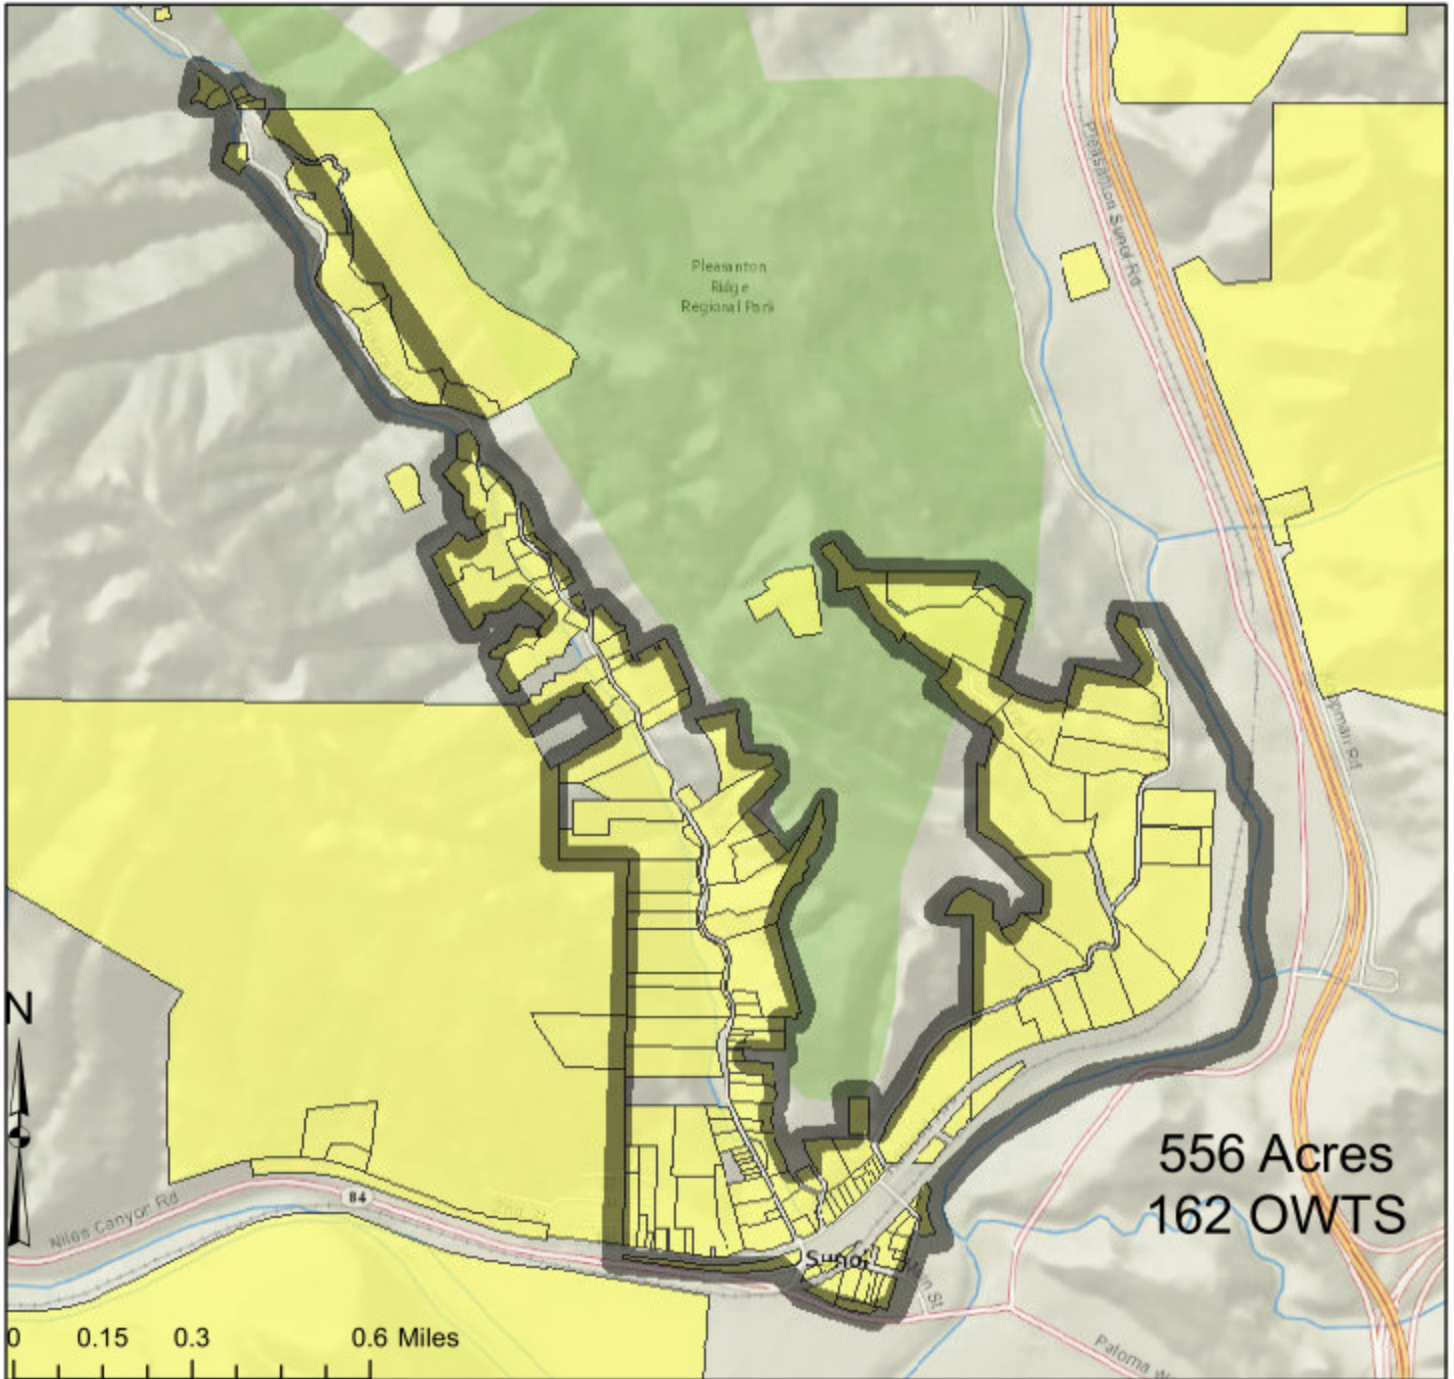 Pleasanton Sunol Rd
Pleasanton
Ridge
Regional Park
N
84
Niles Canyon Rd
556 Acres
162 OWTS
Sunol
0 0.15 0.3 0.6 Miles